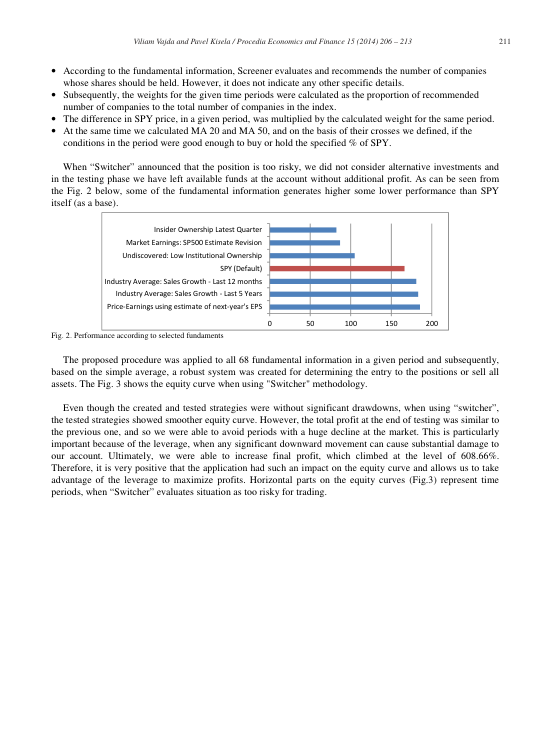 Viliam Vajda and Pavel Kisela / Procedia Economics and Finance 15 (2014) 206 – 213
211
• According to the fundamental information, Screener evaluates and recommends the number of companies
whose shares should be held. However, it does not indicate any other specific details.
• Subsequently, the weights for the given time periods were calculated as the proportion of recommended
number of companies to the total number of companies in the index.
• The difference in SPY price, in a given period, was multiplied by the calculated weight for the same period.
• At the same time we calculated MA 20 and MA 50, and on the basis of their crosses we defined, if the
conditions in the period were good enough to buy or hold the specified % of SPY.
When “Switcher” announced that the position is too risky, we did not consider alternative investments and
in the testing phase we have left available funds at the account without additional profit. As can be seen from
the Fig. 2 below, some of the fundamental information generates higher some lower performance than SPY
itself (as a base).
Insider Ownership Latest Quarter
Market Earnings: SP500 Estimate Revision
Undiscovered: Low Institutional Ownership
SPY (Default)
Industry Average: Sales Growth - Last 12 months
Industry Average: Sales Growth - Last 5 Years
Price-Earnings using estimate of next-year's EPS
0 50 100 150 200
Fig. 2. Performance according to selected fundaments
The proposed procedure was applied to all 68 fundamental information in a given period and subsequently,
based on the simple average, a robust system was created for determining the entry to the positions or sell all
assets. The Fig. 3 shows the equity curve when using "Switcher" methodology.
Even though the created and tested strategies were without significant drawdowns, when using “switcher”,
the tested strategies showed smoother equity curve. However, the total profit at the end of testing was similar to
the previous one, and so we were able to avoid periods with a huge decline at the market. This is particularly
important because of the leverage, when any significant downward movement can cause substantial damage to
our account. Ultimately, we were able to increase final profit, which climbed at the level of 608.66%.
Therefore, it is very positive that the application had such an impact on the equity curve and allows us to take
advantage of the leverage to maximize profits. Horizontal parts on the equity curves (Fig.3) represent time
periods, when “Switcher” evaluates situation as too risky for trading.